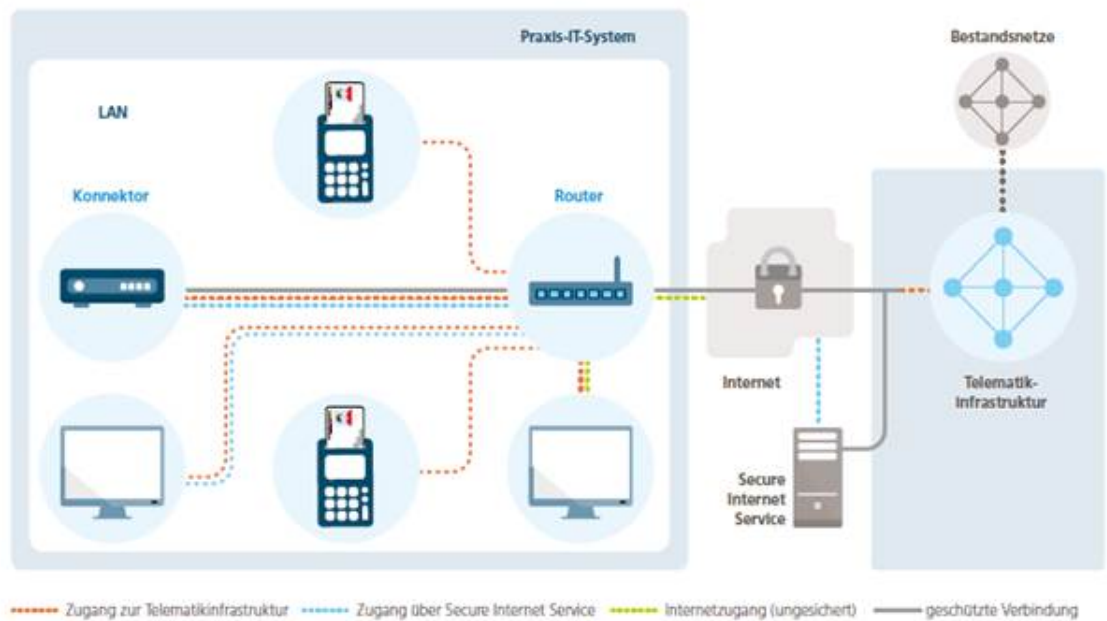 Praxis-IT-System
Bestandsnetze
LAN
Konnektor
Router
Internet
Telematik-
infrastruktur
Secure
Internet
Service
Zugang zur Telematikinfrastruktur
Zugang über Secure Internet Service
Internetzugang (ungesichert)
geschützte Verbindung